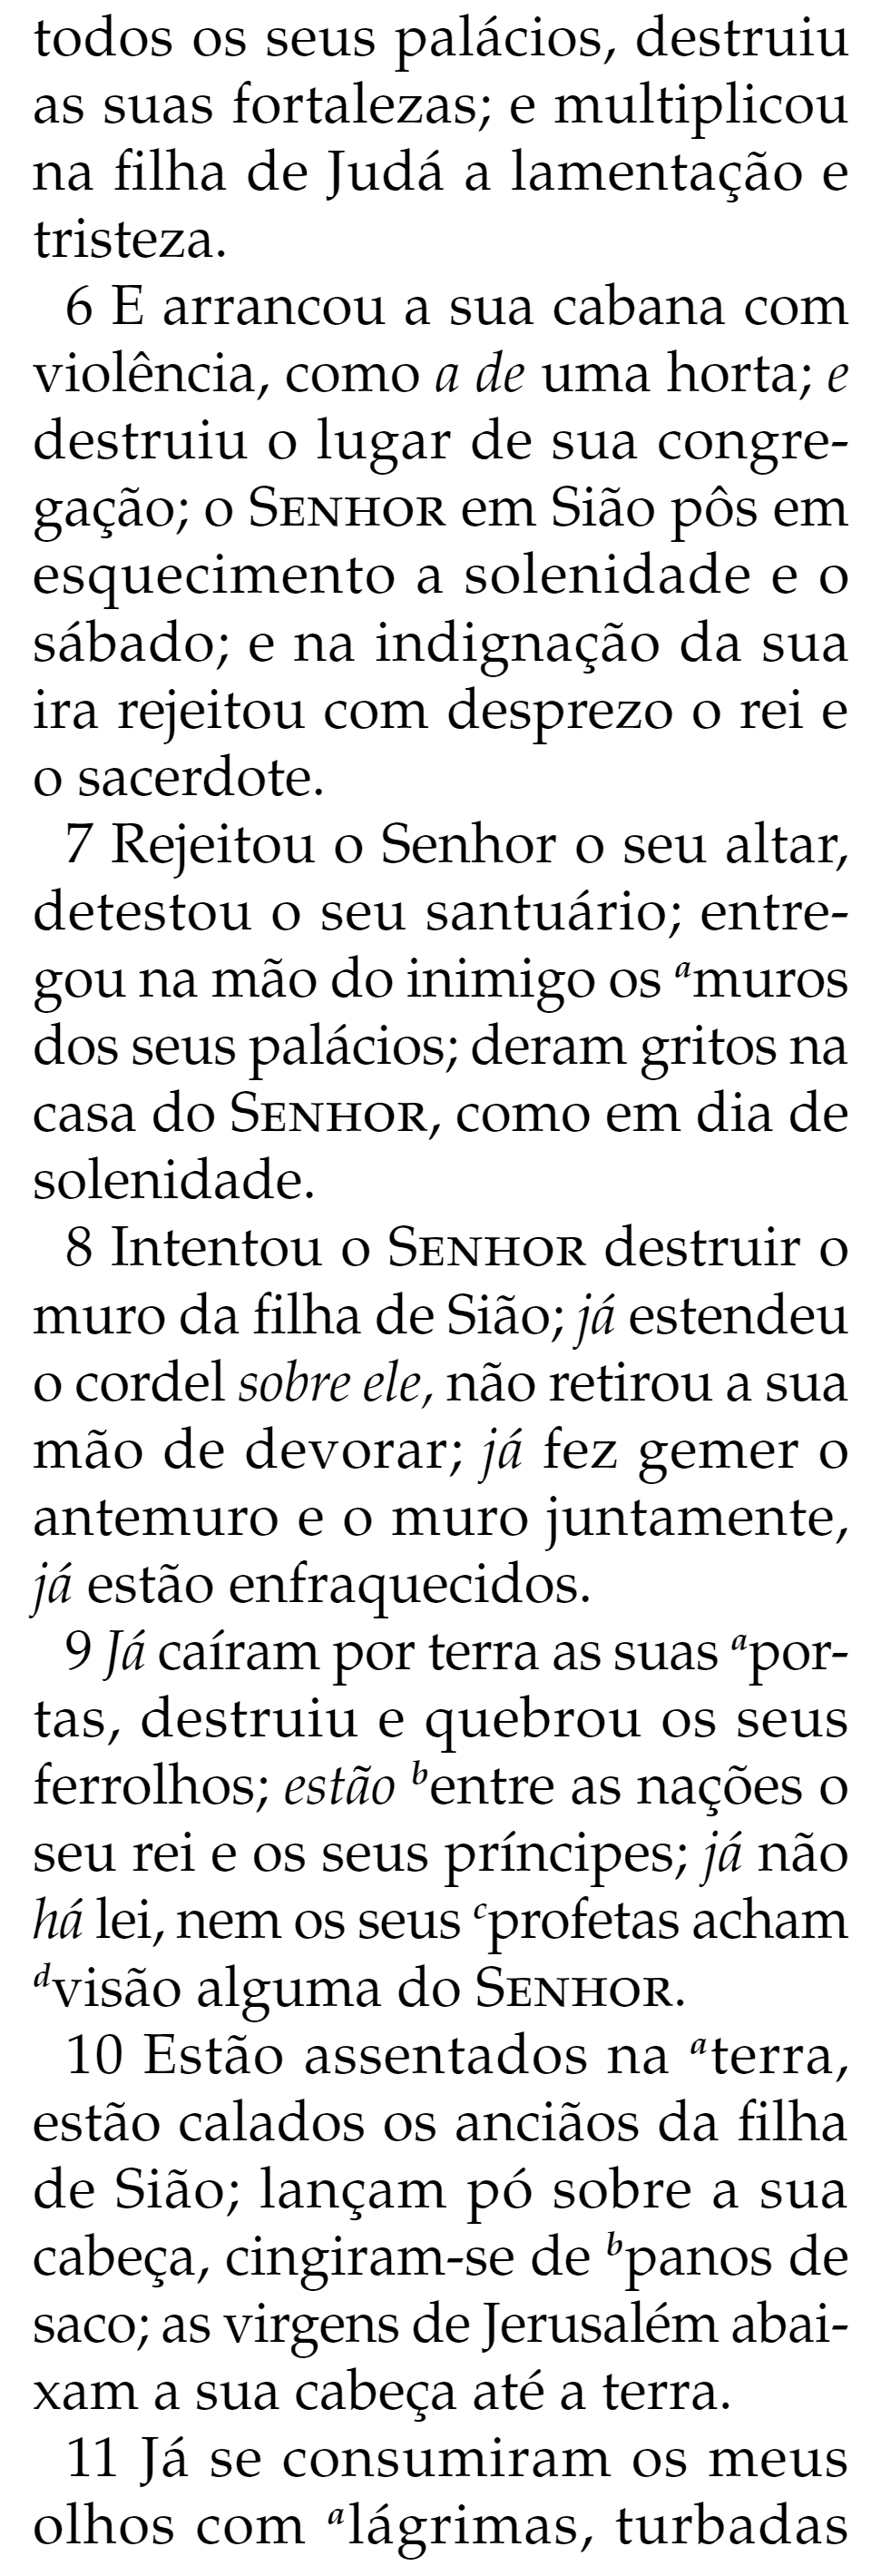 todos os seus palácios, destruiu
as suas fortalezas; e multiplicou
na filha de Judá a lamentação e
tristeza.
6 E arrancou a sua cabana com
violência, como a de uma horta; e
destruiu o lugar de sua congre-
gação; o SENHOR em Sião pôs em
esquecimento a solenidade e o
sábado; e na indignação da sua
ira rejeitou com desprezo o rei e
o sacerdote.
7 Rejeitou o Senhor o seu altar,
detestou o seu santuário; entre-
gou na mão do inimigo os ᵃmuros
dos seus palácios; deram gritos na
casa do SENHOR, como em dia de
solenidade.
8 Intentou o SENHOR destruir o
muro da filha de Sião; já estendeu
o cordel sobre ele, não retirou a sua
mão de devorar; já fez gemer o
antemuro e o muro juntamente,
já estão enfraquecidos.
9 Já caíram por terra as suas ᵃpor-
tas, destruiu e quebrou os seus
ferrolhos; estão ᵇentre as nações o
seu rei e os seus príncipes; já não
há lei, nem os seus ᶜprofetas acham
ᵈvisão alguma do SENHOR.
10 Estão assentados na ᵃterra,
estão calados os anciãos da filha
de Sião; lançam pó sobre a sua
cabeça, cingiram-se de ᵇpanos de
saco; as virgens de Jerusalém abai-
xam a sua cabeça até a terra.
11 Já se consumiram os meus
olhos com ᵃlágrimas, turbadas